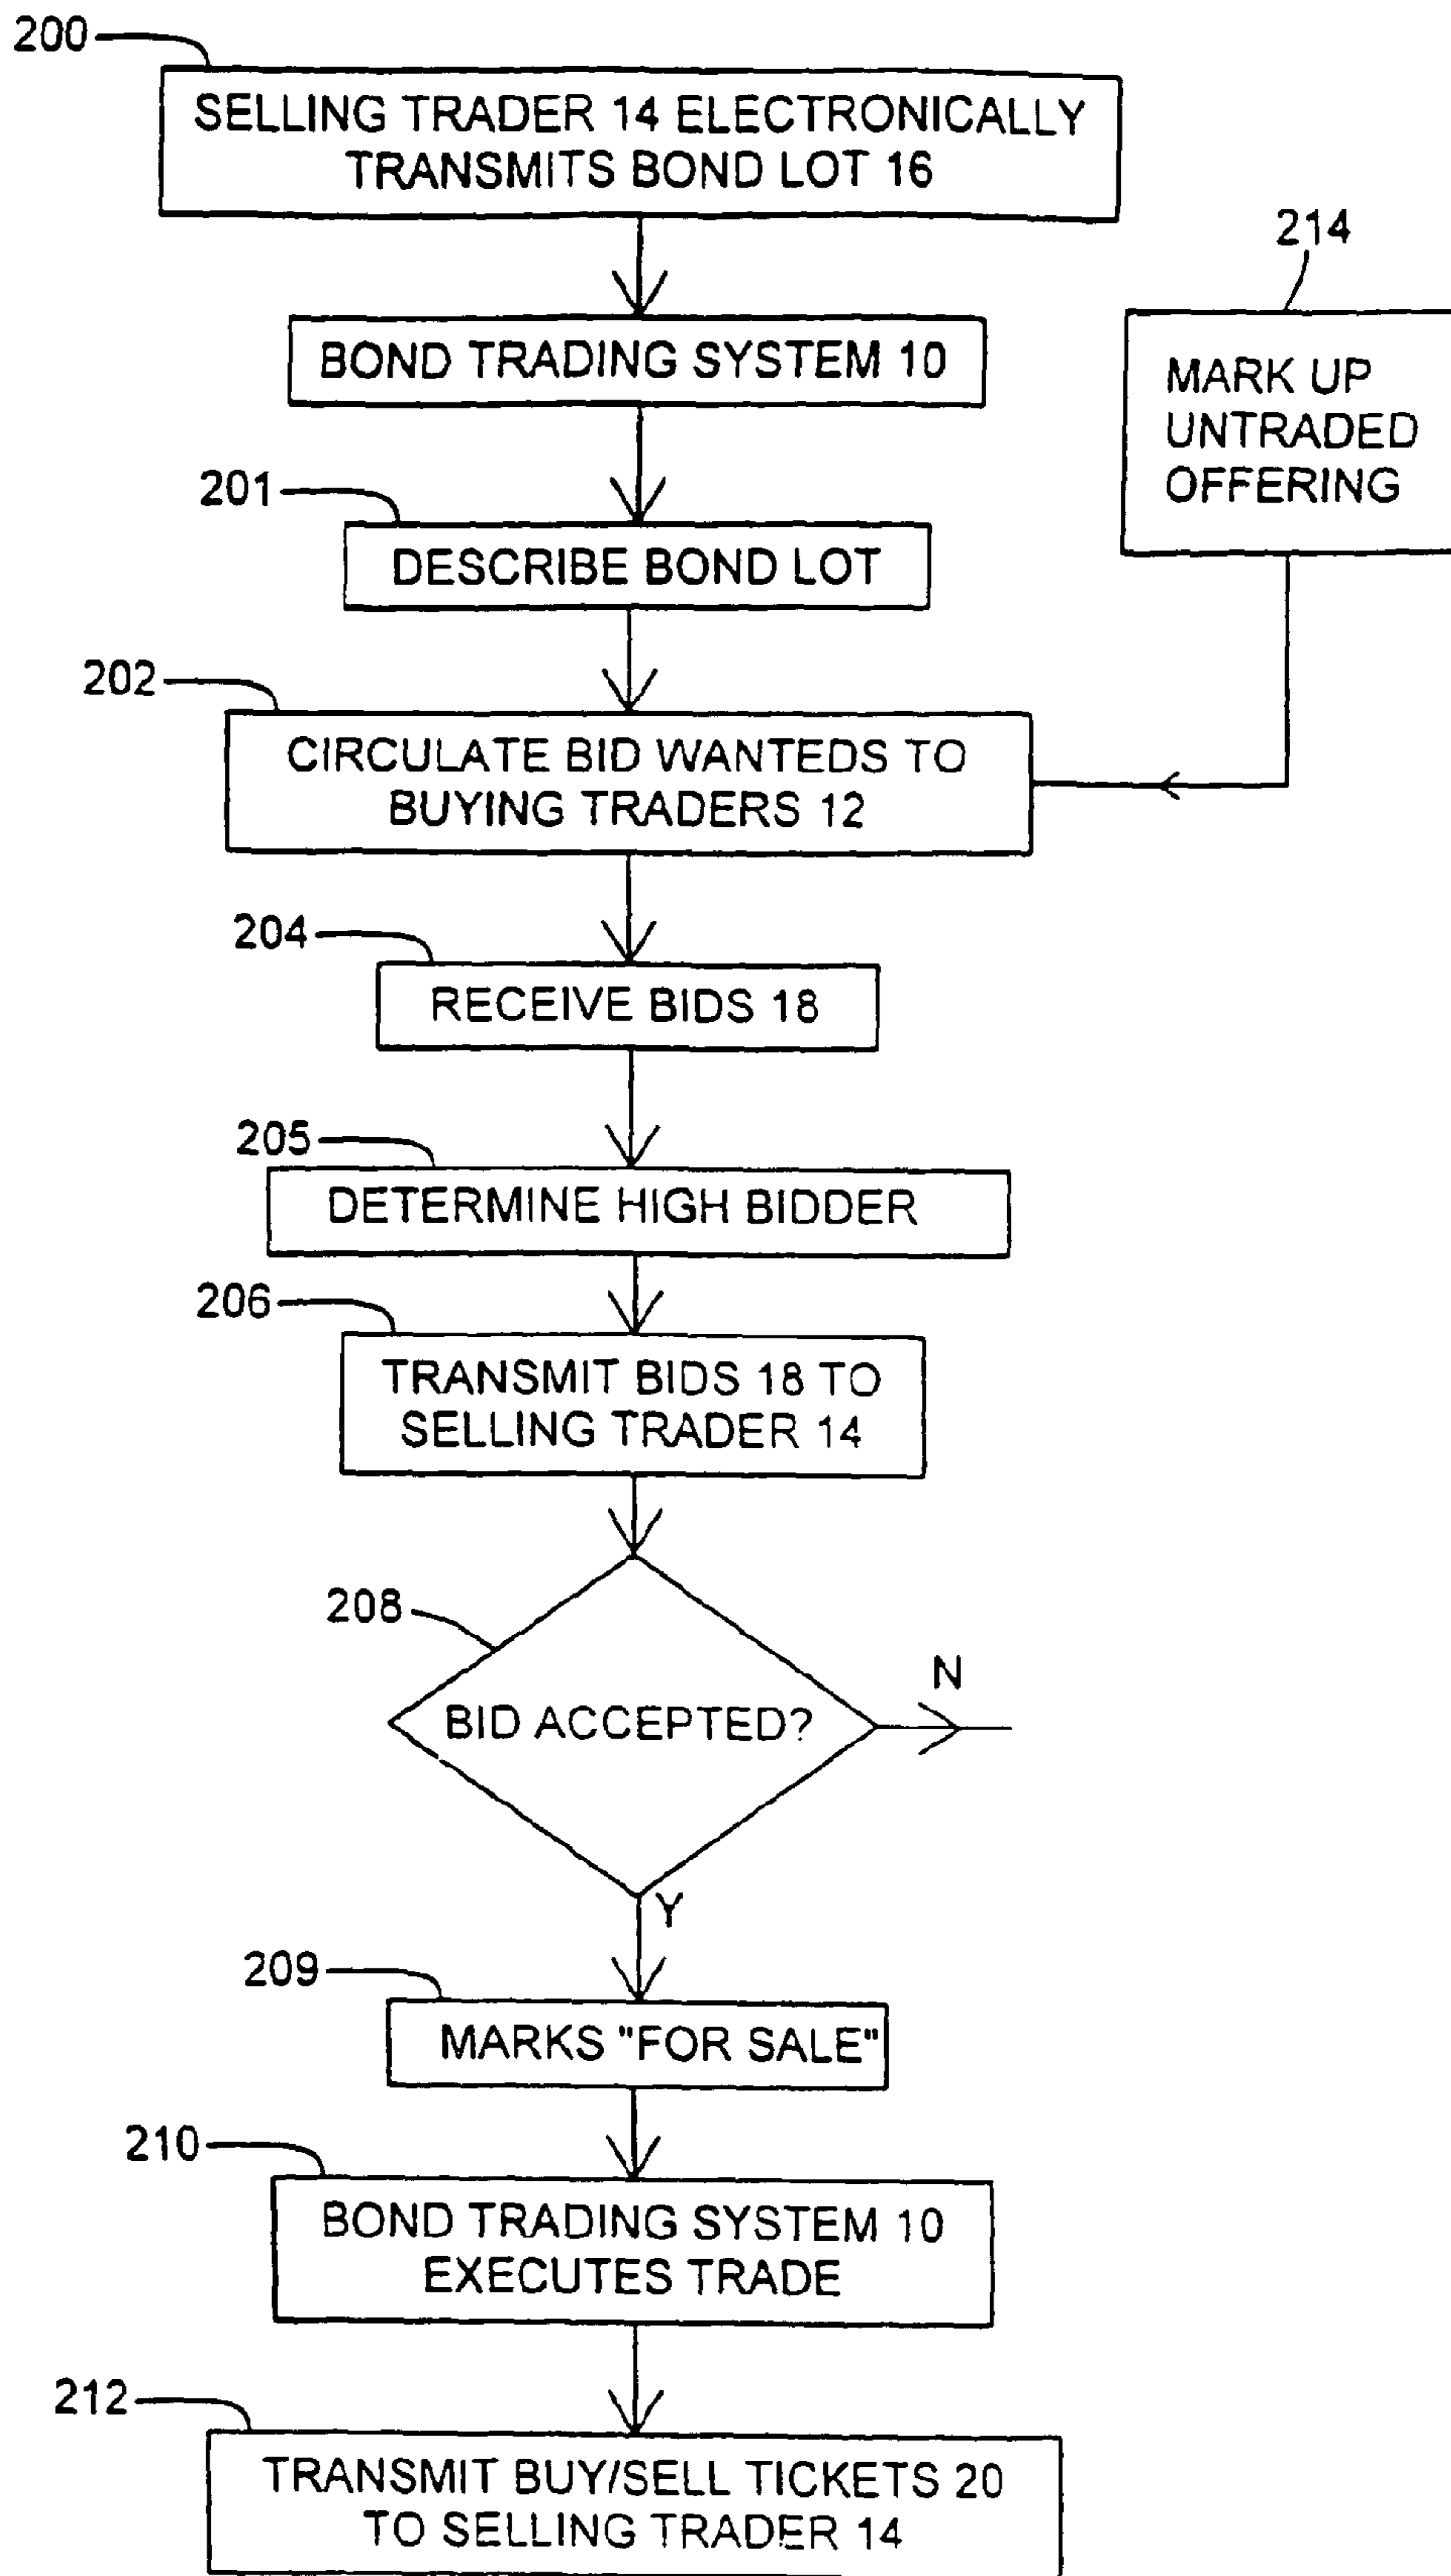 200
SELLING TRADER 14 ELECTRONICALLY
TRANSMITS BOND LOT 16
214
BOND TRADING SYSTEM 10
MARK UP
UNTRADED
OFFERING
201
DESCRIBE BOND LOT
202
CIRCULATE BID WANTEDS TO
BUYING TRADERS 12
204
RECEIVE BIDS 18
205
DETERMINE HIGH BIDDER
206
TRANSMIT BIDS 18 TO
SELLING TRADER 14
208
BID ACCEPTED?
N
Y
209
MARKS "FOR SALE"
210
BOND TRADING SYSTEM 10
EXECUTES TRADE
212
TRANSMIT BUY/SELL TICKETS 20
TO SELLING TRADER 14